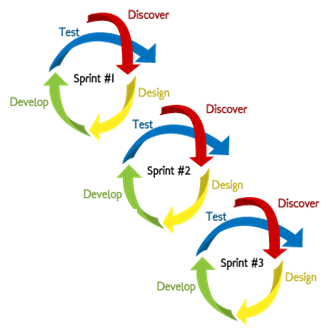 Discover
Test
Sprint #1
Design
Develop
Discover
Test
Sprint #2
Design
Develop
Discover
Test
Sprint #3
Design
Develop